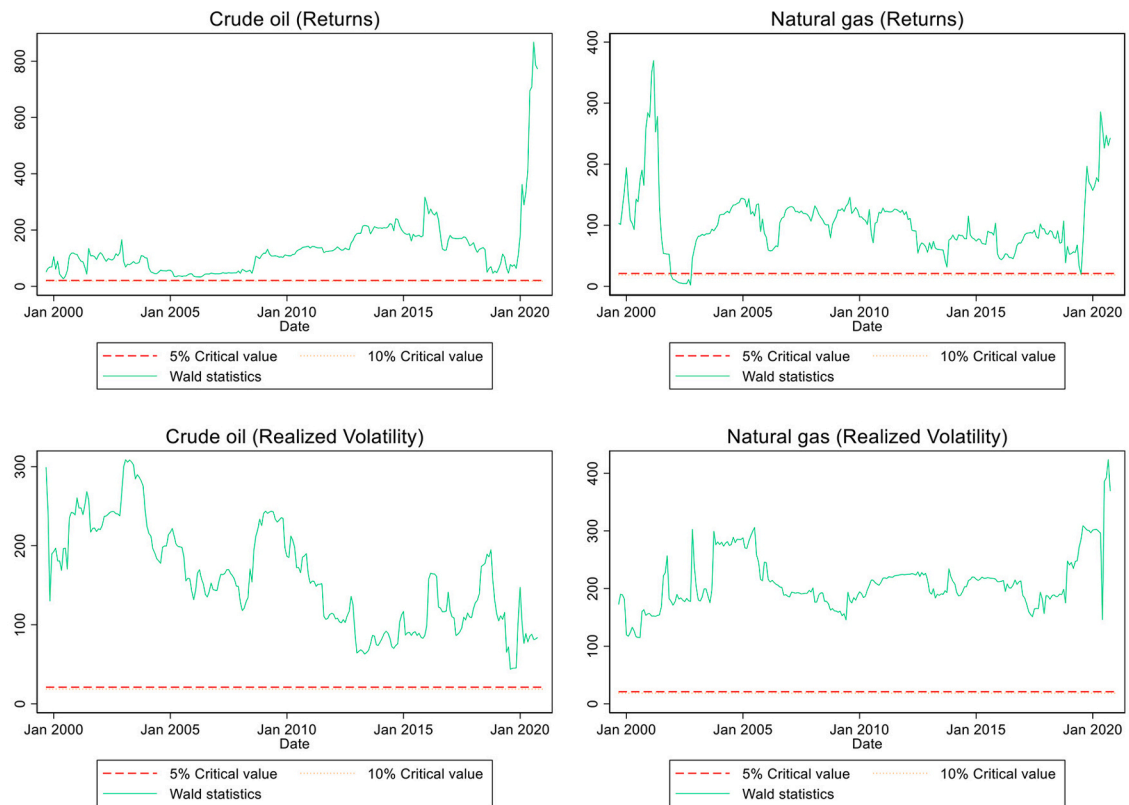 Crude oil (Returns)
800
600
400
200
0
Jan 2000 Jan 2005 Jan 2010 Jan 2015 Jan 2020
Date
5% Critical value 10% Critical value
Wald statistics
Natural gas (Returns)
400
300
200
100
0
Jan 2000 Jan 2005 Jan 2010 Jan 2015 Jan 2020
Date
5% Critical value 10% Critical value
Wald statistics
Crude oil (Realized Volatility)
300
200
100
0
Jan 2000 Jan 2005 Jan 2010 Jan 2015 Jan 2020
Date
5% Critical value 10% Critical value
Wald statistics
Natural gas (Realized Volatility)
400
300
200
100
0
Jan 2000 Jan 2005 Jan 2010 Jan 2015 Jan 2020
Date
5% Critical value 10% Critical value
Wald statistics